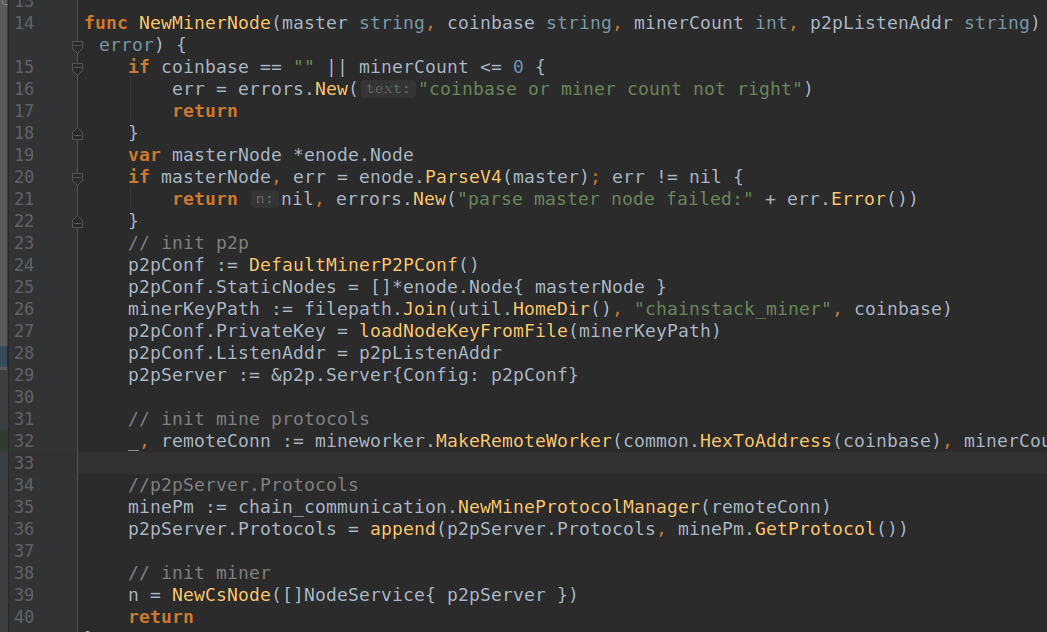 13
14 func NewMinerNode(master string, coinbase string, minerCount int, p2pListenAddr string)
error) {
15 if coinbase == "" || minerCount <= 0 {
16 err = errors.New( text: "coinbase or miner count not right")
17 return
18 }
19 var masterNode *enode.Node
20 if masterNode, err = enode.ParseV4(master); err != nil {
21 return n: nil, errors.New("parse master node failed:" + err.Error())
22 }
23 // init p2p
24 p2pConf := DefaultMinerP2PConf()
25 p2pConf.StaticNodes = []*enode.Node{ masterNode }
26 minerKeyPath := filepath.Join(util.HomeDir(), "chainstack_miner", coinbase)
27 p2pConf.PrivateKey = loadNodeKeyFromFile(minerKeyPath)
28 p2pConf.ListenAddr = p2pListenAddr
29 p2pServer := &p2p.Server{Config: p2pConf}
30
31 // init mine protocols
32 _, remoteConn := mineworker.MakeRemoteWorker(common.HexToAddress(coinbase), minerCou
33
34 //p2pServer.Protocols
35 minePm := chain_communication.NewMineProtocolManager(remoteConn)
36 p2pServer.Protocols = append(p2pServer.Protocols, minePm.GetProtocol())
37
38 // init miner
39 n = NewCsNode([]NodeService{ p2pServer })
40 return